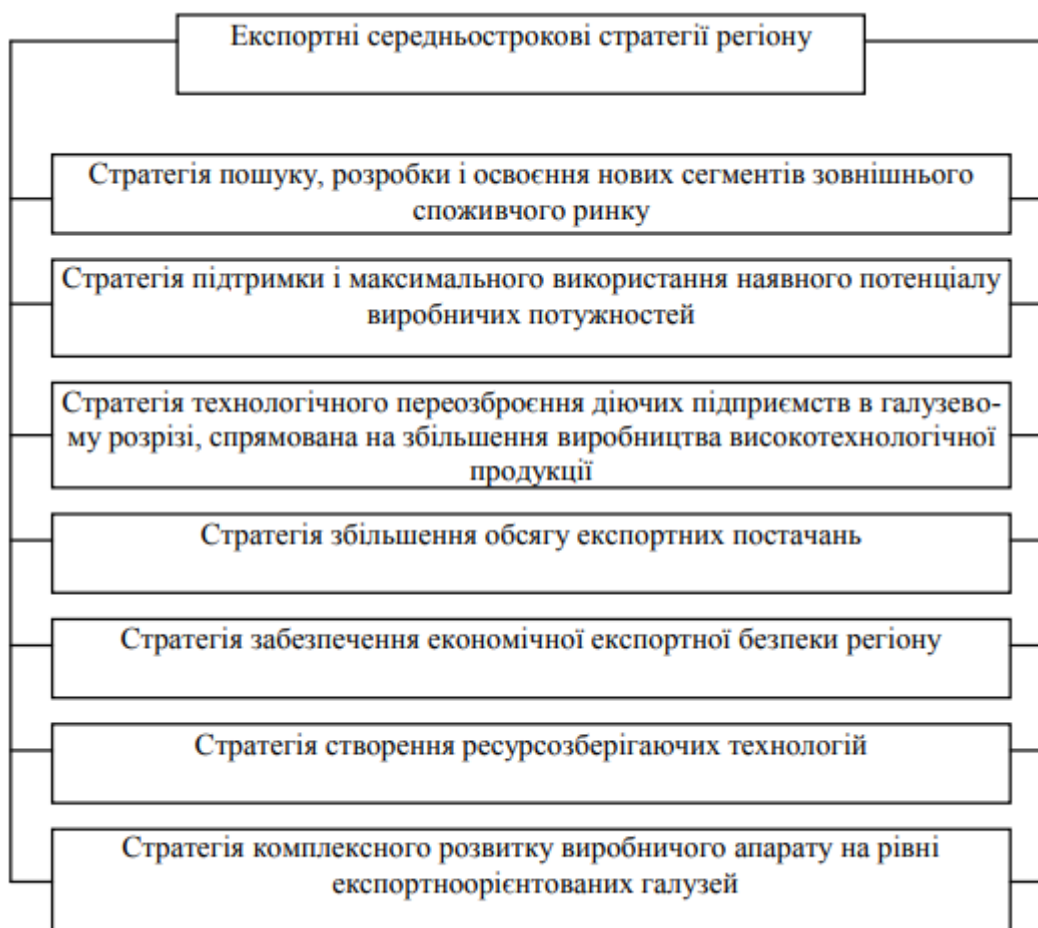 Експортні середньострокові стратегії регіону
Стратегія пошуку, розробки і освоєння нових сегментів зовнішнього
споживчого ринку
Стратегія підтримки і максимального використання наявного потенціалу
виробничих потужностей
Стратегія технологічного переозброєння діючих підприємств в галузево-
му розрізі, спрямована на збільшення виробництва високотехнологічної
продукції
Стратегія збільшення обсягу експортних постачань
Стратегія забезпечення економічної експортної безпеки регіону
Стратегія створення ресурсозберігаючих технологій
Стратегія комплексного розвитку виробничого апарату на рівні
експортноорієнтованих галузей